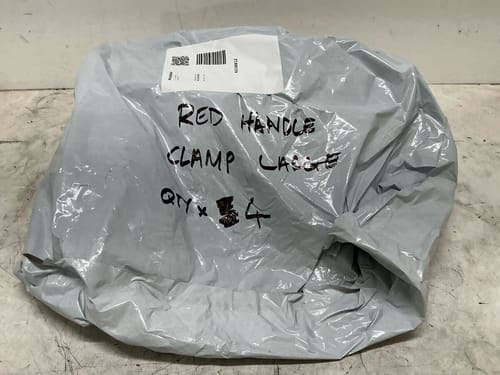 RED HANDLE
CLAMP LARGE
QTY x 4